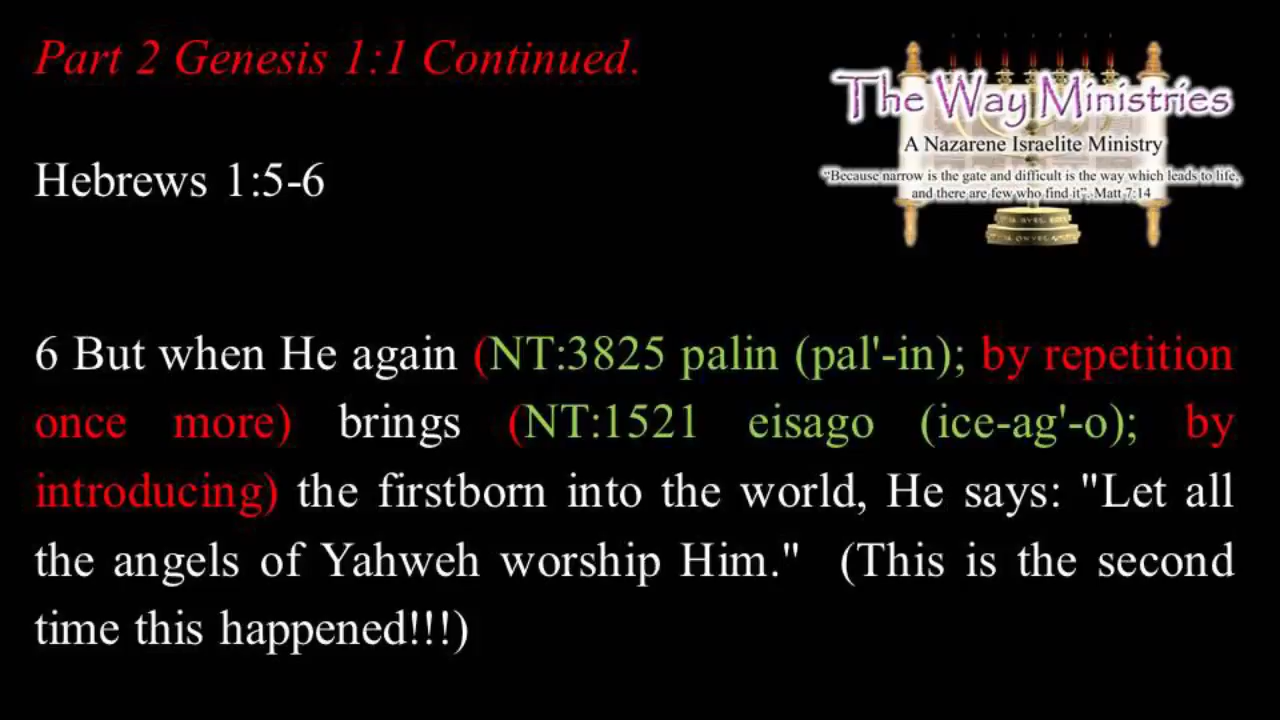 Part 2 Genesis 1:1 Continued.
The Way Ministries
A Nazarene Israelite Ministry
"Because narrow is the gate and difficult is the way which leads to life,
and there are few who find it". Matt 7:14
Hebrews 1:5-6
6 But when He again (NT:3825 palin (pal'-in); by repetition
once more) brings (NT:1521 eisago (ice-ag'-o); by
introducing) the firstborn into the world, He says: "Let all
the angels of Yahweh worship Him." (This is the second
time this happened!!!)